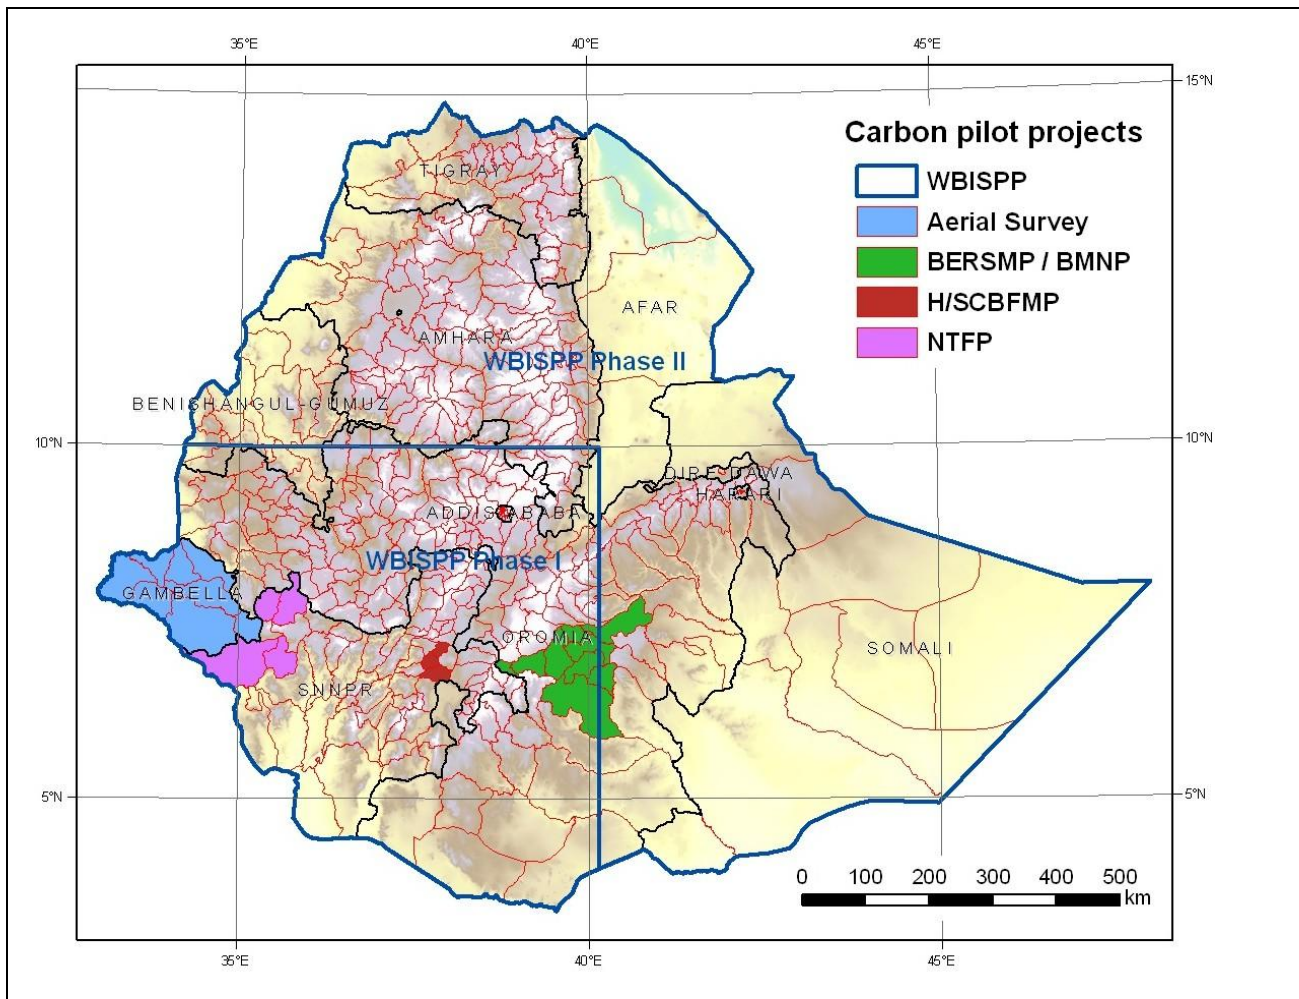 35°E 40°E 45°E
15°N
Carbon pilot projects
WBISPP
Aerial Survey
BERSMP / BMNP
H/SCBFMP
NTFP
TIGRAY
AFAR
AMHARA
WBISPP Phase II
BENISHANGUL-GUMUZ
10°N 10°N
DIRE DAWA
HARARI
ADDIS ABABA
WBISPP Phase I
GAMBELLA
OROMIA
SOMALI
SNNPR
5°N 5°N
0 100 200 300 400 500
km
35°E 40°E 45°E